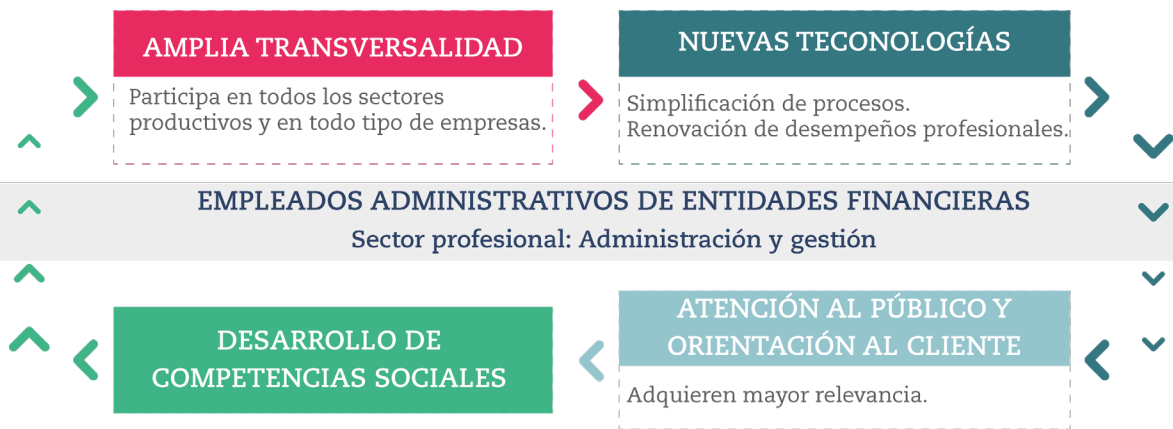 AMPLIA TRANSVERSALIDAD
Participa en todos los sectores
productivos y en todo tipo de empresas.
NUEVAS TECONOLOGÍAS
Simplificación de procesos.
Renovación de desempeños profesionales.
EMPLEADOS ADMINISTRATIVOS DE ENTIDADES FINANCIERAS
Sector profesional: Administración y gestión
DESARROLLO DE
COMPETENCIAS SOCIALES
ATENCIÓN AL PÚBLICO Y
ORIENTACIÓN AL CLIENTE
Adquieren mayor relevancia.